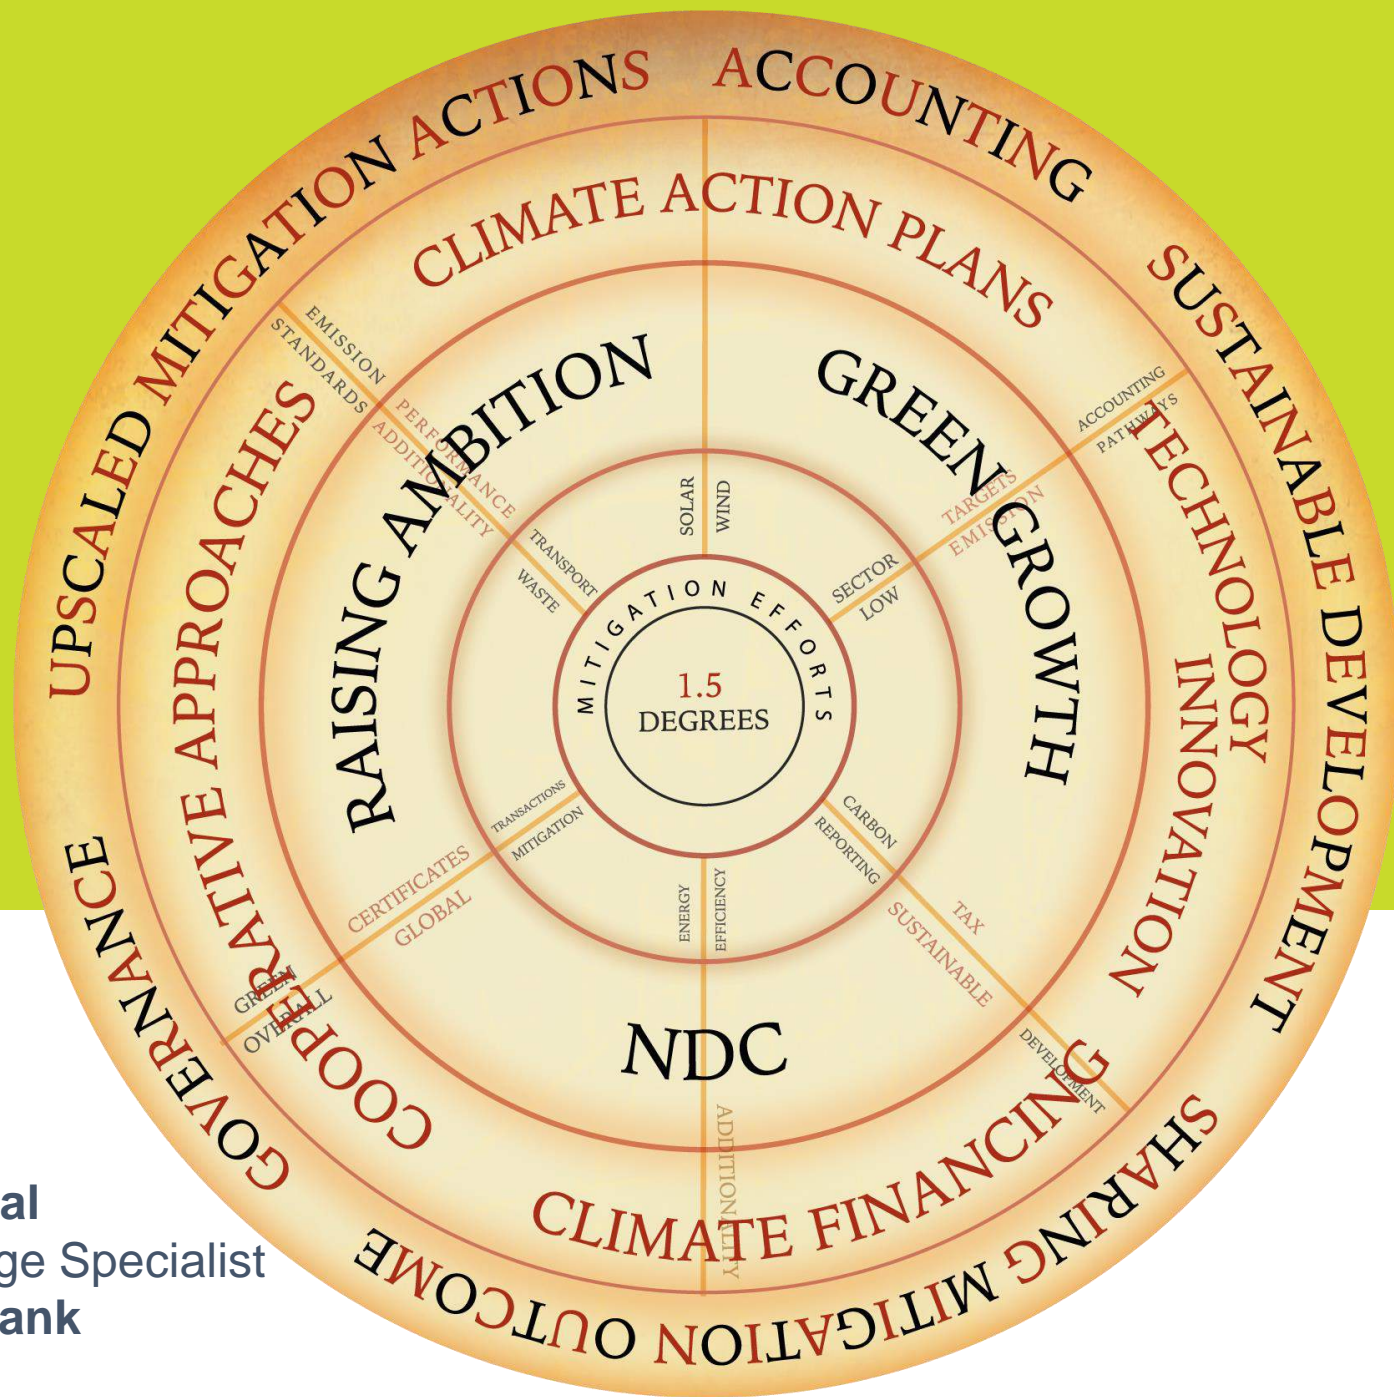 UPSCALED MITIGATION ACTIONS
ACCOUNTING
SUSTAINABLE DEVELOPMENT
SHARING MITIGATION OUTCOME
GOVERNANCE
CLIMATE ACTION PLANS
TECHNOLOGY
INNOVATION
CLIMATE FINANCING
COOPERATIVE APPROACHES
RAISING AMBITION
GREEN GROWTH
NDC
EMISSION
STANDARDS
PERFORMANCE
ADDITIONALITY
TRANSPORT
WASTE
SOLAR
WIND
ACCOUNTING
PATHWAYS
TARGETS
EMISSION
SECTOR
LOW
MITIGATION EFFORTS
1.5
DEGREES
TRANSACTIONS
MITIGATION
CERTIFICATES
GLOBAL
GREEN
OVERALL
ENERGY
EFFICIENCY
ADDITIONALITY
CARBON
REPORTING
TAX
SUSTAINABLE
DEVELOPMENT
al
ge Specialist
ank